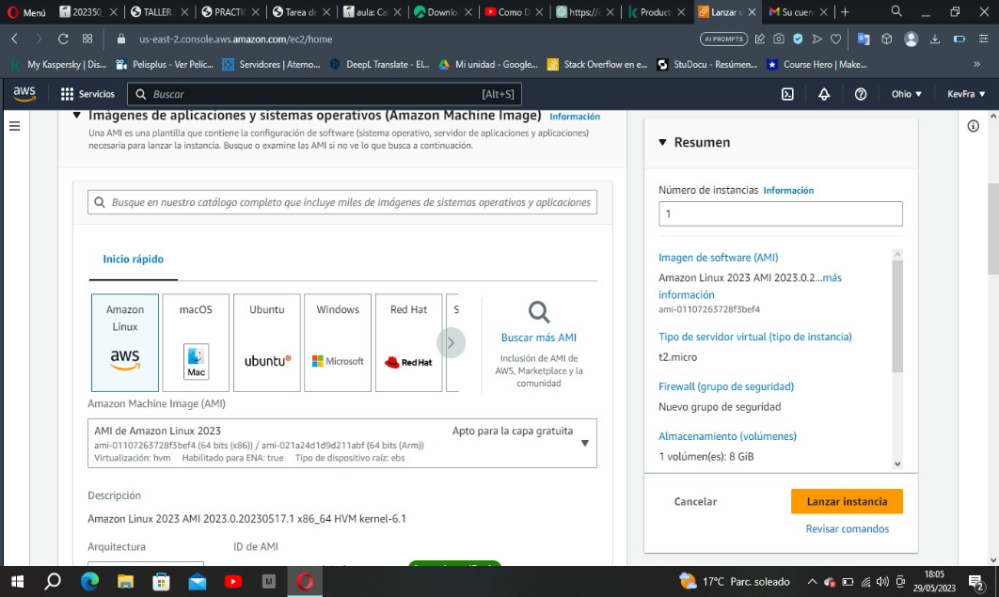 Menú
202350_
TALLER
PRACTIC
Tarea de
aula: Ca
Downlo
Como D
https:/
Product
Lanzar u
Su cuen
us-east-2.console.aws.amazon.com/ec2/home
AI PROMPTS
My Kaspersky | Dis...
Pelisplus - Ver Pelíc...
Servidores | Aterno...
DeepL Translate - El...
Mi unidad - Google...
Stack Overflow en e...
StuDocu - Resúmen...
Course Hero | Make...
»
aws
Servicios
Buscar
[Alt+S]
Ohio
KevFra
Imágenes de aplicaciones y sistemas operativos (Amazon Machine Image) Información
Una AMI es una plantilla que contiene la configuración de software (sistema operativo, servidor de aplicaciones y aplicaciones)
necesaria para lanzar la instancia. Busque o examine las AMI si no ve lo que busca a continuación.
Busque en nuestro catálogo completo que incluye miles de imágenes de sistemas operativos y aplicaciones
Inicio rápido
Amazon
Linux
aws
macOS
Mac
Ubuntu
ubuntu
Windows
Microsoft
Red Hat
Red Hat
S
Buscar más AMI
Inclusión de AMI de
AWS, Marketplace y la
comunidad
Amazon Machine Image (AMI)
AMI de Amazon Linux 2023
Apto para la capa gratuita
ami-01107263728f3bef4 (64 bits (x86)) / ami-021a24d1d9d211abf (64 bits (Arm))
Virtualización: hvm Habilitado para ENA: true Tipo de dispositivo raíz: ebs
Descripción
Amazon Linux 2023 AMI 2023.0.20230517.1 x86_64 HVM kernel-6.1
Arquitectura
ID de AMI
Resumen
Número de instancias Información
1
Imagen de software (AMI)
Amazon Linux 2023 AMI 2023.0.2...más
información
ami-01107263728f3bef4
Tipo de servidor virtual (tipo de instancia)
t2.micro
Firewall (grupo de seguridad)
Nuevo grupo de seguridad
Almacenamiento (volúmenes)
1 volúmen(es): 8 GiB
Cancelar
Lanzar instancia
Revisar comandos
M
17°C Parc. soleado
18:05
29/05/2023
2